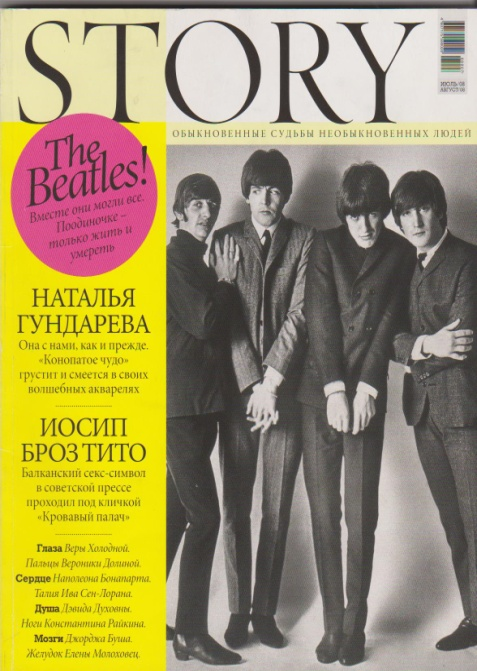 STORY
ИЮЛЬ/08
АВГУСТ/08
ОБЫКНОВЕННЫЕ СУДЬБЫ НЕОБЫКНОВЕННЫХ ЛЮДЕЙ
The
Beatles!
Вместе они могли все.
Поодиночке –
только жить и
умереть
НАТАЛЬЯ
ГУНДАРЕВА
Она с нами, как и прежде.
«Конопатое чудо»
грустит и смеется в своих
волшебных акварелях
ИОСИП
БРОЗ ТИТО
Балканский секс-символ
в советской прессе
проходил под кличкой
«Кровавый палач»
Глаза Веры Холодной.
Пальцы Вероники Долиной.
Сердце Наполеона Бонапарта.
Талия Ива Сен-Лорана.
Душа Дэвида Духовны.
Ноги Константина Райкина.
Мозги Джорджа Буша.
Желудок Елены Молоховец.